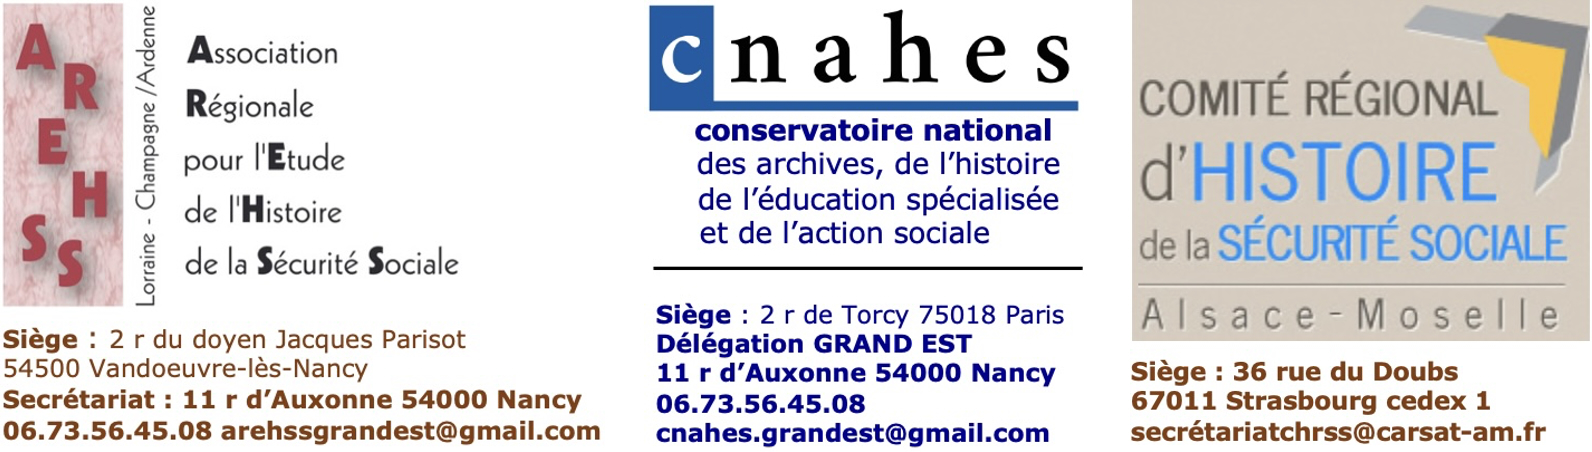 AREHSS
Lorraine - Champagne /Ardenne
Association
Régionale
pour l'Etude
de l'Histoire
de la Sécurité Sociale
Siège : 2 r du doyen Jacques Parisot
54500 Vandoeuvre-lès-Nancy
Secrétariat : 11 r d’Auxonne 54000 Nancy
06.73.56.45.08 arehssgrandest@gmail.com
cnahes
conservatoire national
des archives, de l’histoire
de l’éducation spécialisée
et de l’action sociale
Siège : 2 r de Torcy 75018 Paris
Délégation GRAND EST
11 r d’Auxonne 54000 Nancy
06.73.56.45.08
cnahes.grandest@gmail.com
COMITÉ RÉGIONAL
d’HISTOIRE
de la SÉCURITÉ SOCIALE
Alsace-Moselle
Siège : 36 rue du Doubs
67011 Strasbourg cedex 1
secrétariatchrss@carsat-am.fr